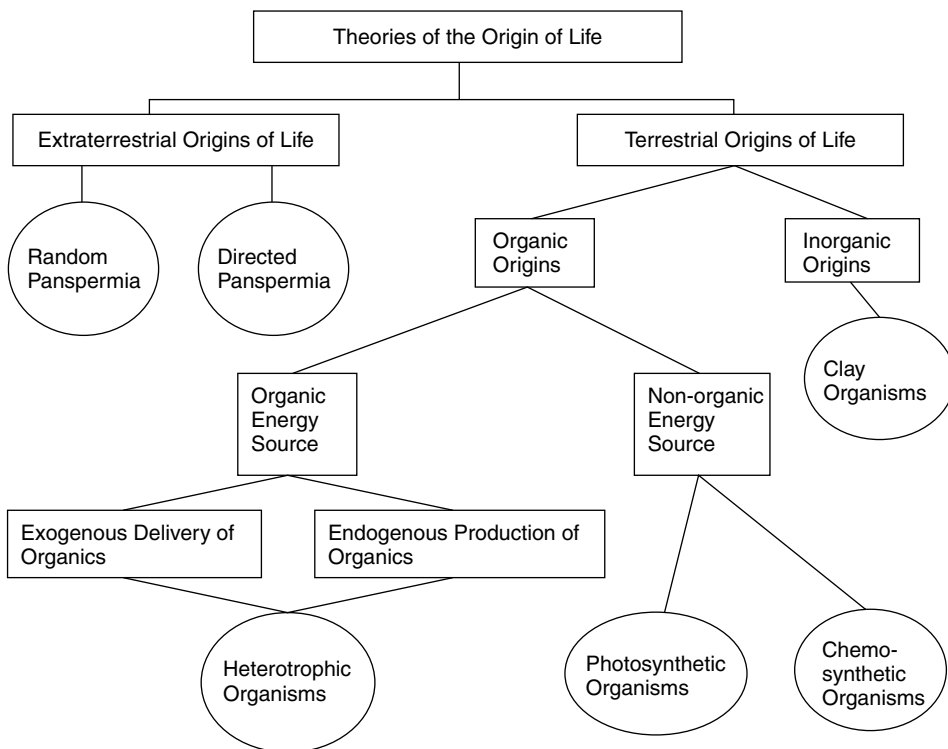 Theories of the Origin of Life
Extraterrestrial Origins of Life
Terrestrial Origins of Life
Random
Panspermia
Directed
Panspermia
Organic
Origins
Inorganic
Origins
Clay
Organisms
Organic
Energy
Source
Non-organic
Energy
Source
Exogenous Delivery of
Organics
Endogenous Production of
Organics
Heterotrophic
Organisms
Photosynthetic
Organisms
Chemo-
synthetic
Organisms